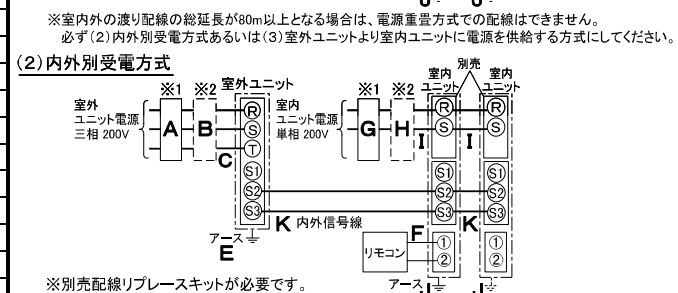 ※室内外の渡り配線の総延長が80m以上となる場合は、電源重畳方式での配線はできません。
必ず(2)内外別受電方式あるいは(3)室外ユニットより室内ユニットに電源を供給する方式にしてください。
(2)内外別受電方式
※1 ※2 室外ユニット
※1 ※2 室内ユニット 別売 室内ユニット
室外
ユニット電源
三相 200V
A B C
R
S
T
S1
S2
S3
アース
E
室内
ユニット電源
単相 200V
G H I I
R
S
S1
S2
S3
①
②
R
S
S1
S2
S3
①
②
K 内外信号線
F K
リモコン
アース
J J
※別売配線リプレースキットが必要です。